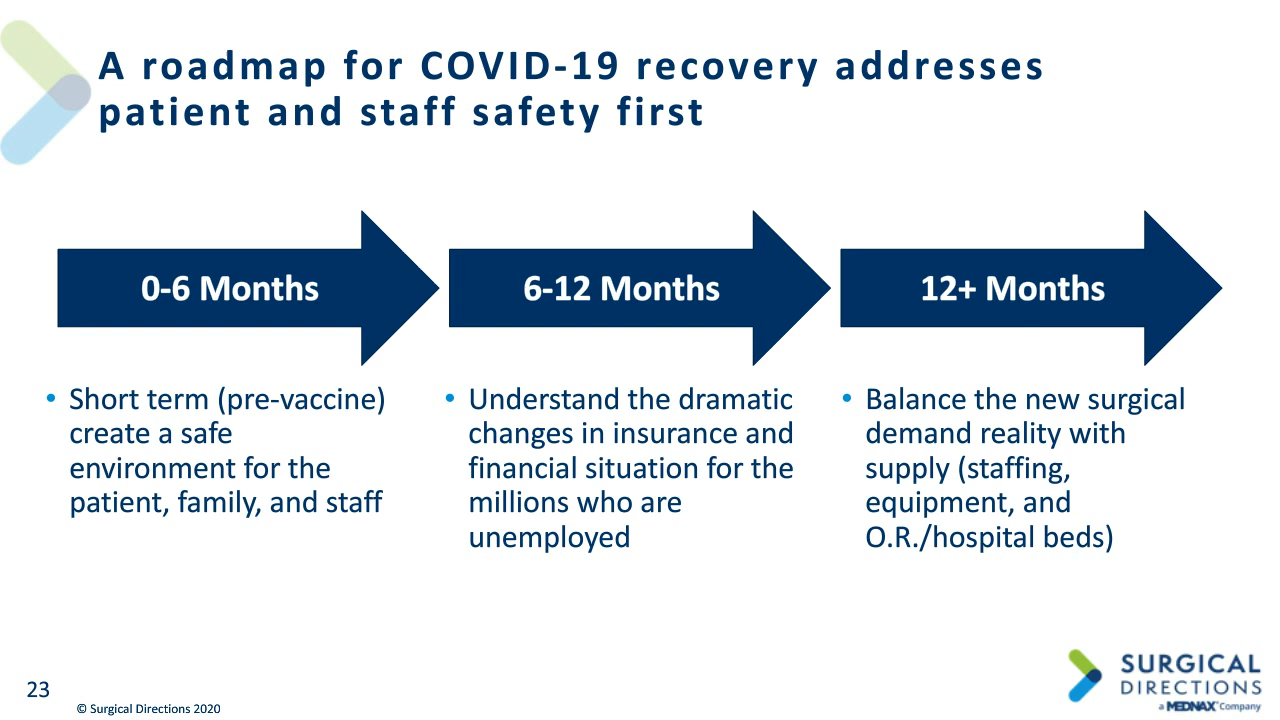 A roadmap for COVID-19 recovery addresses
patient and staff safety first
0-6 Months
6-12 Months
12+ Months
• Short term (pre-vaccine)
create a safe
environment for the
patient, family, and staff
• Understand the dramatic
changes in insurance and
financial situation for the
millions who are
unemployed
• Balance the new surgical
demand reality with
supply (staffing,
equipment, and
O.R./hospital beds)
23
© Surgical Directions 2020
SURGICAL
DIRECTIONS
a MEDNAX™ Company